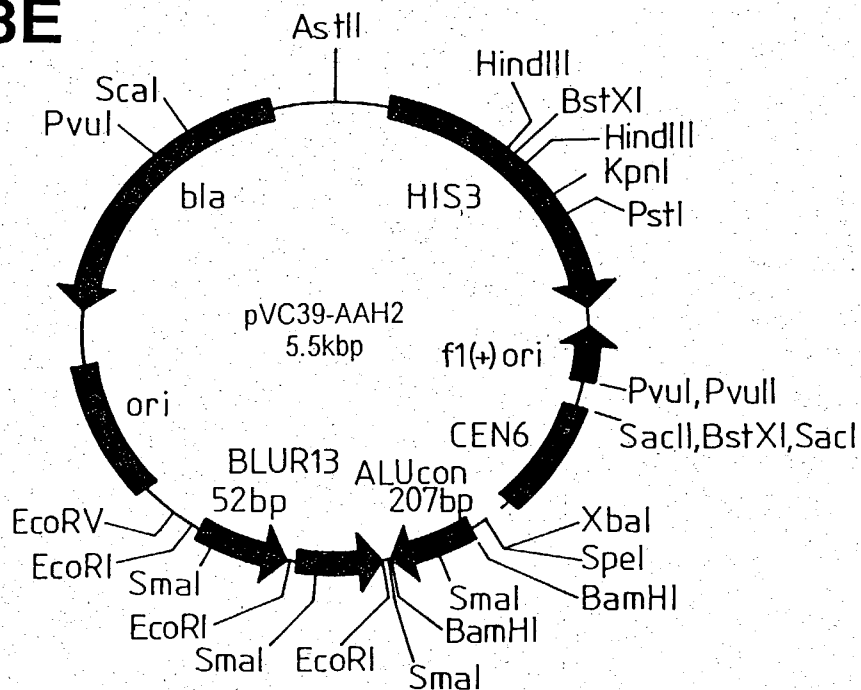 3E
AstII
HindIII
ScaI
BstXI
PvuI
HindIII
KpnI
bla
HIS3
PstI
pVC39-AAH2
5.5kbp
f1(+) ori
PvuI,PvuII
ori
CEN6
SacII,BstXI,SacI
BLUR13
ALUcon
52bp
207bp
EcoRV
XbaI
EcoRI
SpeI
SmaI
SmaI
BamHI
EcoRI
BamHI
SmaI
EcoRI
SmaI